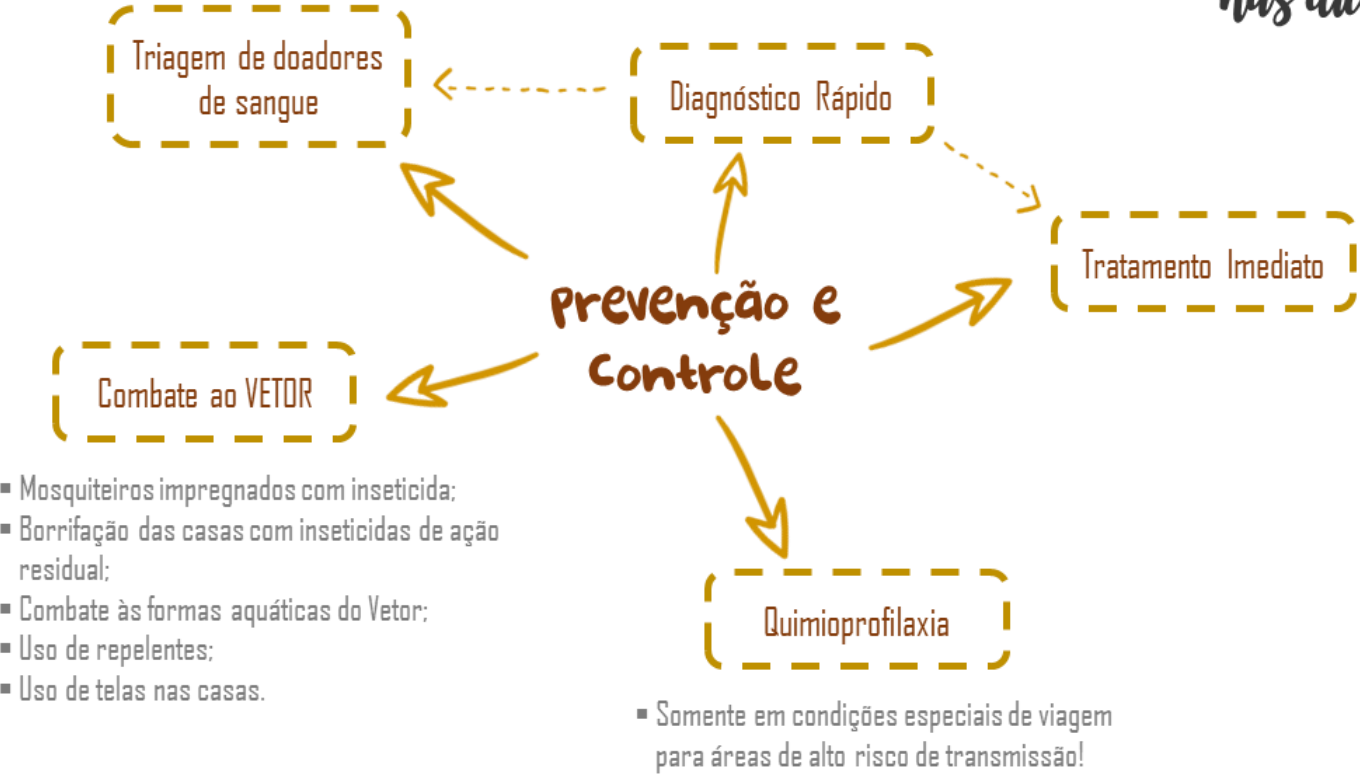 Triagem de doadores
de sangue
Diagnóstico Rápido
Tratamento Imediato
Prevenção e
Controle
Combate ao VETOR
▪ Mosquiteiros impregnados com inseticida;
▪ Borrifação das casas com inseticidas de ação
residual;
▪ Combate às formas aquáticas do Vetor;
▪ Uso de repelentes;
▪ Uso de telas nas casas.
Quimioprofilaxia
▪ Somente em condições especiais de viagem
para áreas de alto risco de transmissão!